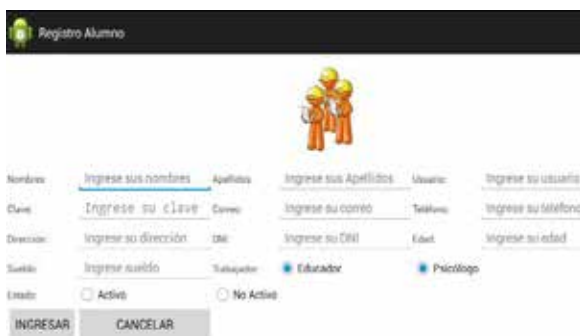 Registro Alumno
Nombres: Ingrese sus nombres Apellidos Ingrese sus Apellidos Usuario: Ingrese su usuario
Clave: Ingrese su clave Correo: Ingrese su correo Teléfono: Ingrese su teléfono
Dirección: Ingrese su dirección DNI: Ingrese su DNI Edad: Ingrese su edad
Sueldo: Ingrese sueldo Trabajador: Educador Psicólogo
Estado: Activo No Activo
INGRESAR CANCELAR